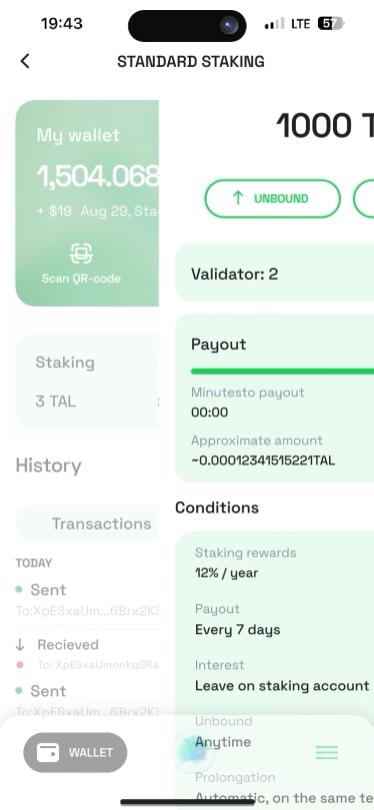 19:43
LTE
57
STANDARD STAKING
My wallet
1,504.068
+ $19 Aug 29, Sta
Scan QR-code
Staking
3 TAL
History
Transactions
TODAY
Sent
To:XpESxaUm...6Brx2K
Recieved
To: XpESxaUmonkqBRa
Sent
To:XpESxaUm...6Brx2K
WALLET
1000 T
UNBOUND
Validator: 2
Payout
Minutesto payout
00:00
Approximate amount
~0.00012341515221TAL
Conditions
Staking rewards
12% / year
Payout
Every 7 days
Interest
Leave on staking account
Unbound
Anytime
Prolongation
Automatic, on the same te